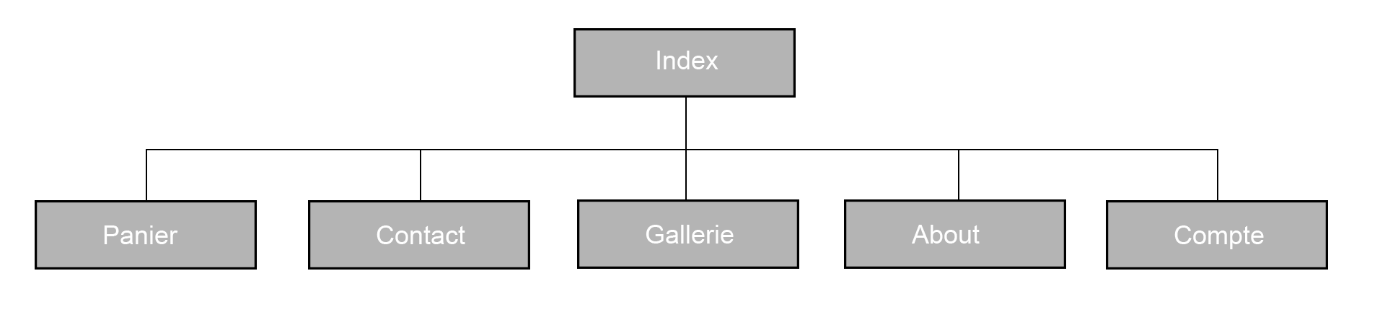 Index
Panier
Contact
Gallerie
About
Compte